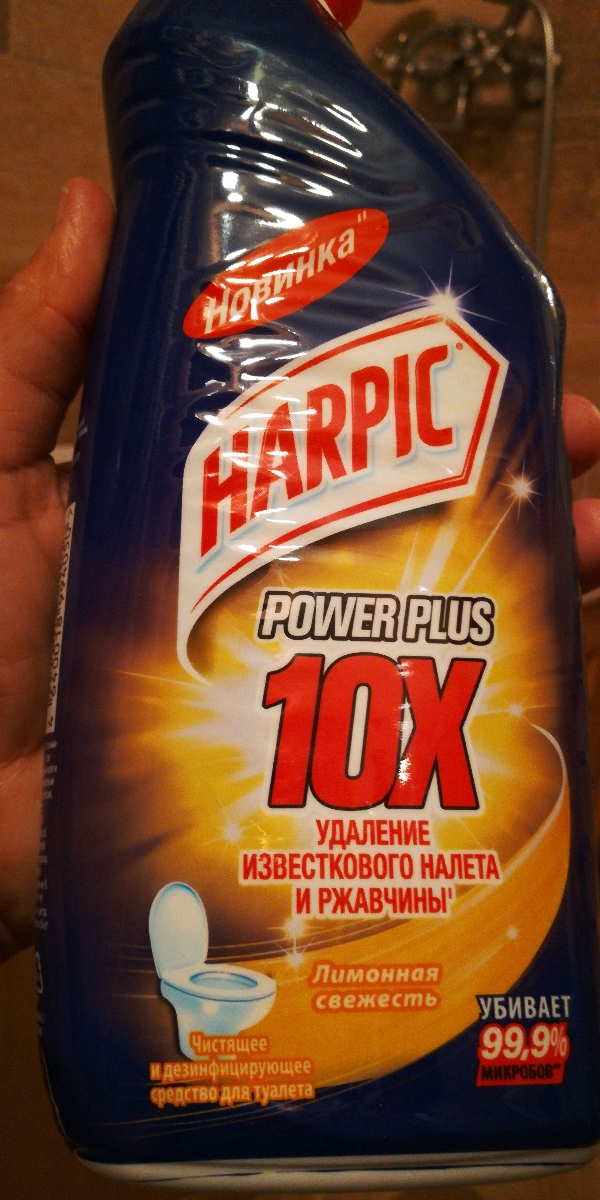 Новинка"
HARPIC
POWER PLUS
10X
УДАЛЕНИЕ
ИЗВЕСТКОВОГО НАЛЕТА
И РЖАВЧИНЫ¹
Лимонная
свежесть
УБИВАЕТ
99,9%
МИКРОБОВ**
Чистящее
и дезинфицирующее
средство для туалета